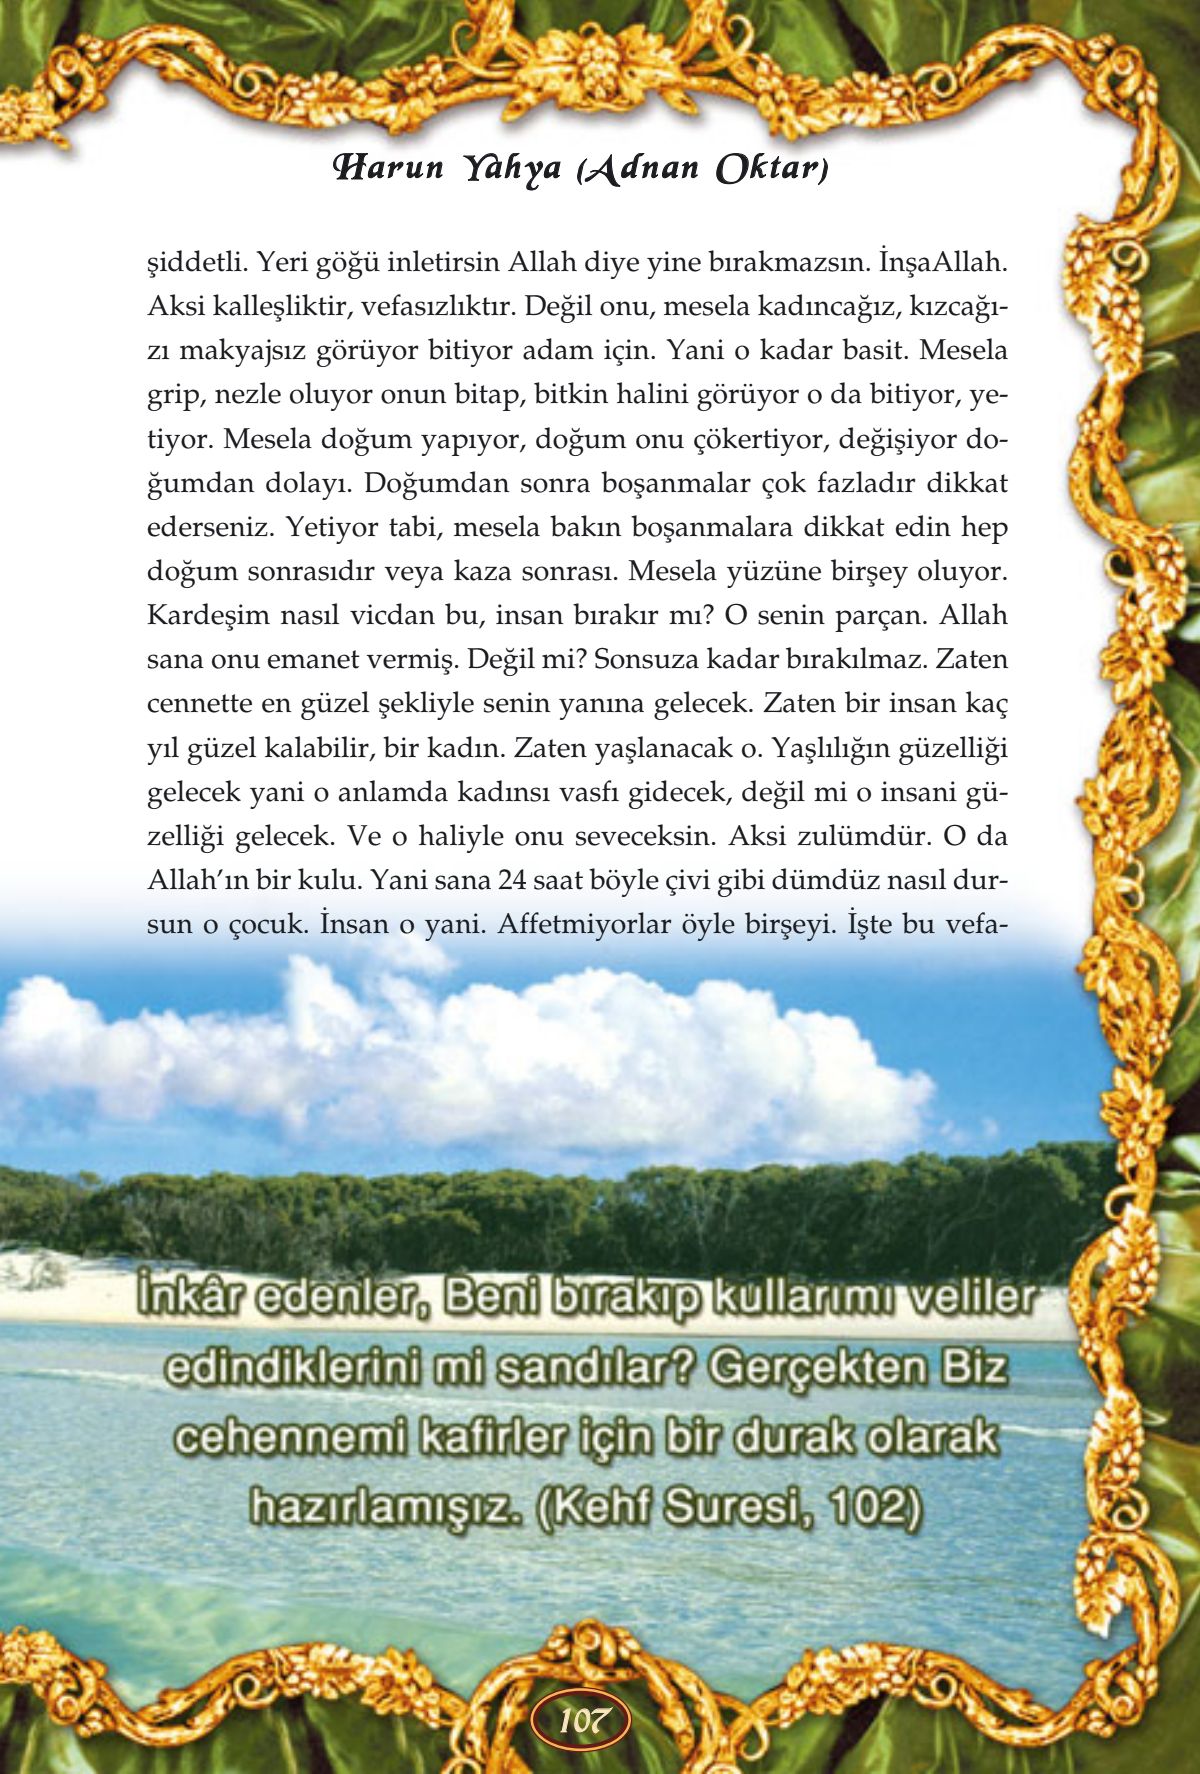 Harun Yahya (Adnan Oktar)
şiddetli. Yeri göğü inletirsin Allah diye yine bırakmazsın. İnşaAllah.
Aksi kalleşliktir, vefasızlıktır. Değil onu, mesela kadıncağız, kızcağı-
zı makyajsız görüyor bitiyor adam için. Yani o kadar basit. Mesela
grip, nezle oluyor onun bitap, bitkin halini görüyor o da bitiyor, ye-
tiyor. Mesela doğum yapıyor, doğum onu çökertiyor, değişiyor do-
ğumdan dolayı. Doğumdan sonra boşanmalar çok fazladır dikkat
ederseniz. Yetiyor tabi, mesela bakın boşanmalara dikkat edin hep
doğum sonrasıdır veya kaza sonrası. Mesela yüzüne birşey oluyor.
Kardeşim nasıl vicdan bu, insan bırakır mı? O senin parçan. Allah
sana onu emanet vermiş. Değil mi? Sonsuza kadar bırakılmaz. Zaten
cennette en güzel şekliyle senin yanına gelecek. Zaten bir insan kaç
yıl güzel kalabilir, bir kadın. Zaten yaşlanacak o. Yaşlılığın güzelliği
gelecek yani o anlamda kadınsı vasfı gidecek, değil mi o insani gü-
zelliği gelecek. Ve o haliyle onu seveceksin. Aksi zulümdür. O da
Allah’ın bir kulu. Yani sana 24 saat böyle çivi gibi dümdüz nasıl dur-
sun o çocuk. İnsan o yani. Affetmiyorlar öyle birşeyi. İşte bu vefa-
İnkâr edenler, Beni bırakıp kullarımı veliler
edindiklerini mi sandılar? Gerçekten Biz
cehennemi kafirler için bir durak olarak
hazırlamışız. (Kehf Suresi, 102)
107